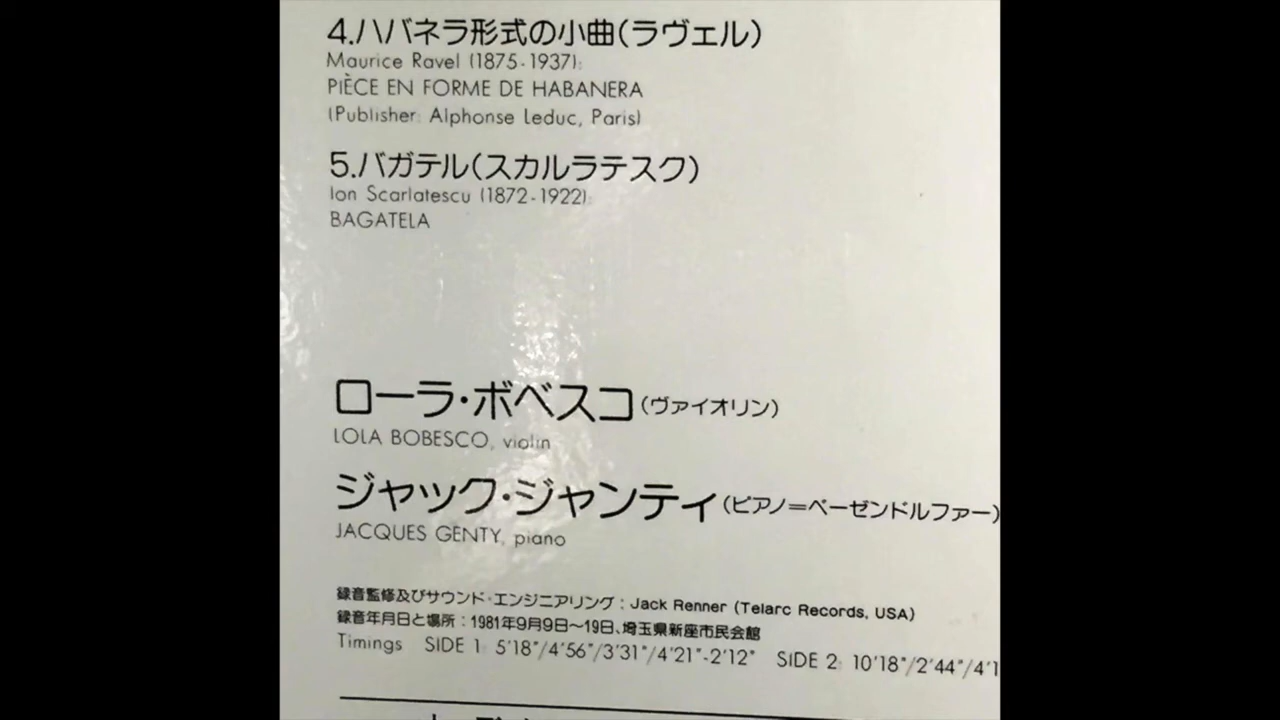 4.ハバネラ形式の小曲(ラヴェル)
Maurice Ravel (1875-1937):
PIÈCE EN FORME DE HABANERA
(Publisher: Alphonse Leduc, Paris)
5.バガテル(スカルラテスク)
Ion Scarlatescu (1872-1922):
BAGATELA
ローラ・ボベスコ(ヴァイオリン)
LOLA BOBESCO, violin
ジャック・ジャンティ(ピアノ=ベーゼンドルファー)
JACQUES GENTY, piano
録音監修及びサウンド・エンジニアリング:Jack Renner (Telarc Records, USA)
録音年月日と場所:1981年9月9日〜19日、埼玉県新座市民会館
Timings SIDE 1: 5'18"/4'56"/3'31"/4'21"-2'12" SIDE 2: 10'18"/2'44"/4'1